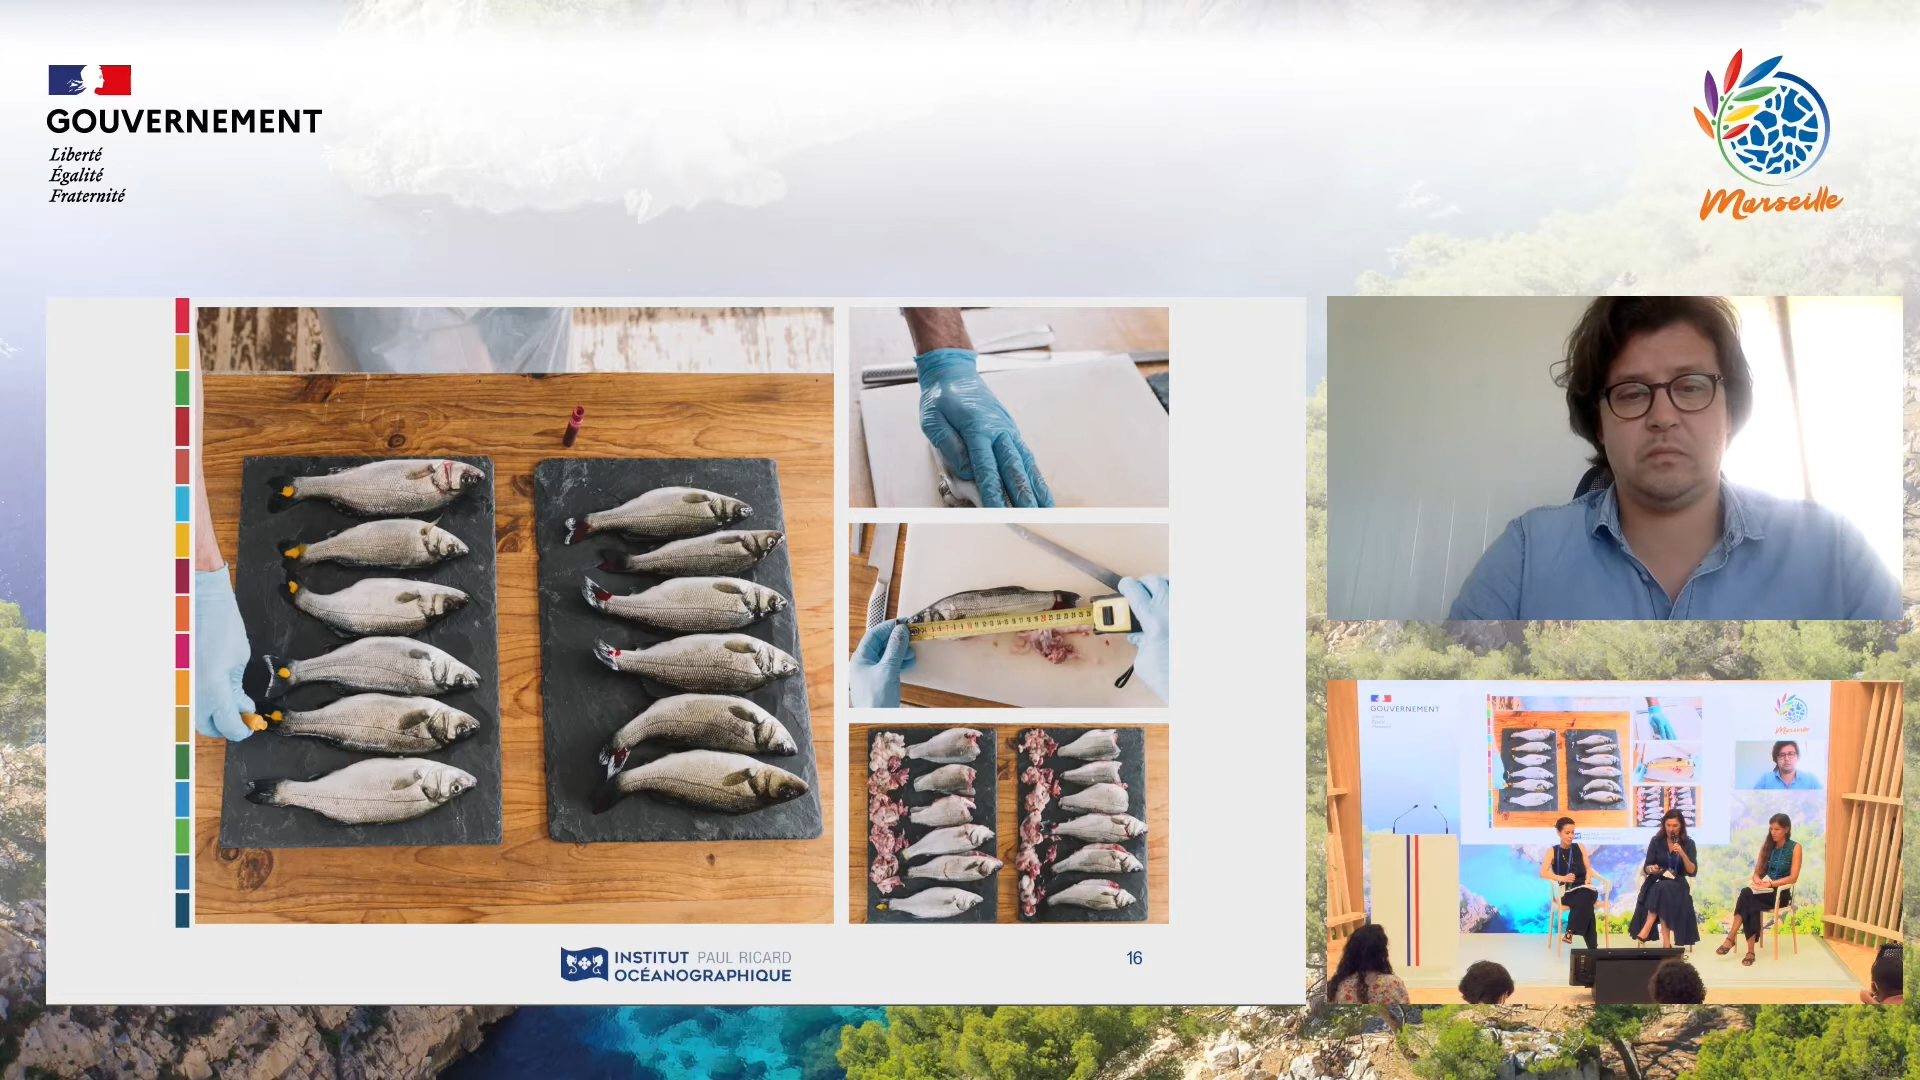 GOUVERNEMENT
Liberté
Égalité
Fraternité
Marseille
INSTITUT PAUL RICARD
OCÉANOGRAPHIQUE
16
GOUVERNEMENT